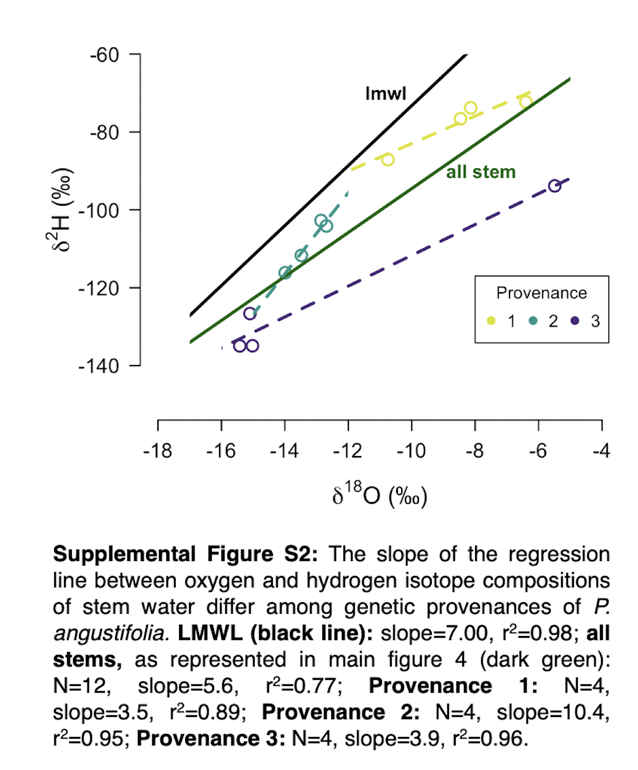 -60
-80
-100
-120
-140
δ²H (‰)
lmwl
all stem
Provenance
1 2 3
-18 -16 -14 -12 -10 -8 -6 -4
δ¹⁸O (‰)
Supplemental Figure S2: The slope of the regression
line between oxygen and hydrogen isotope compositions
of stem water differ among genetic provenances of P.
angustifolia. LMWL (black line): slope=7.00, r²=0.98; all
stems, as represented in main figure 4 (dark green):
N=12, slope=5.6, r²=0.77; Provenance 1: N=4,
slope=3.5, r²=0.89; Provenance 2: N=4, slope=10.4,
r²=0.95; Provenance 3: N=4, slope=3.9, r²=0.96.